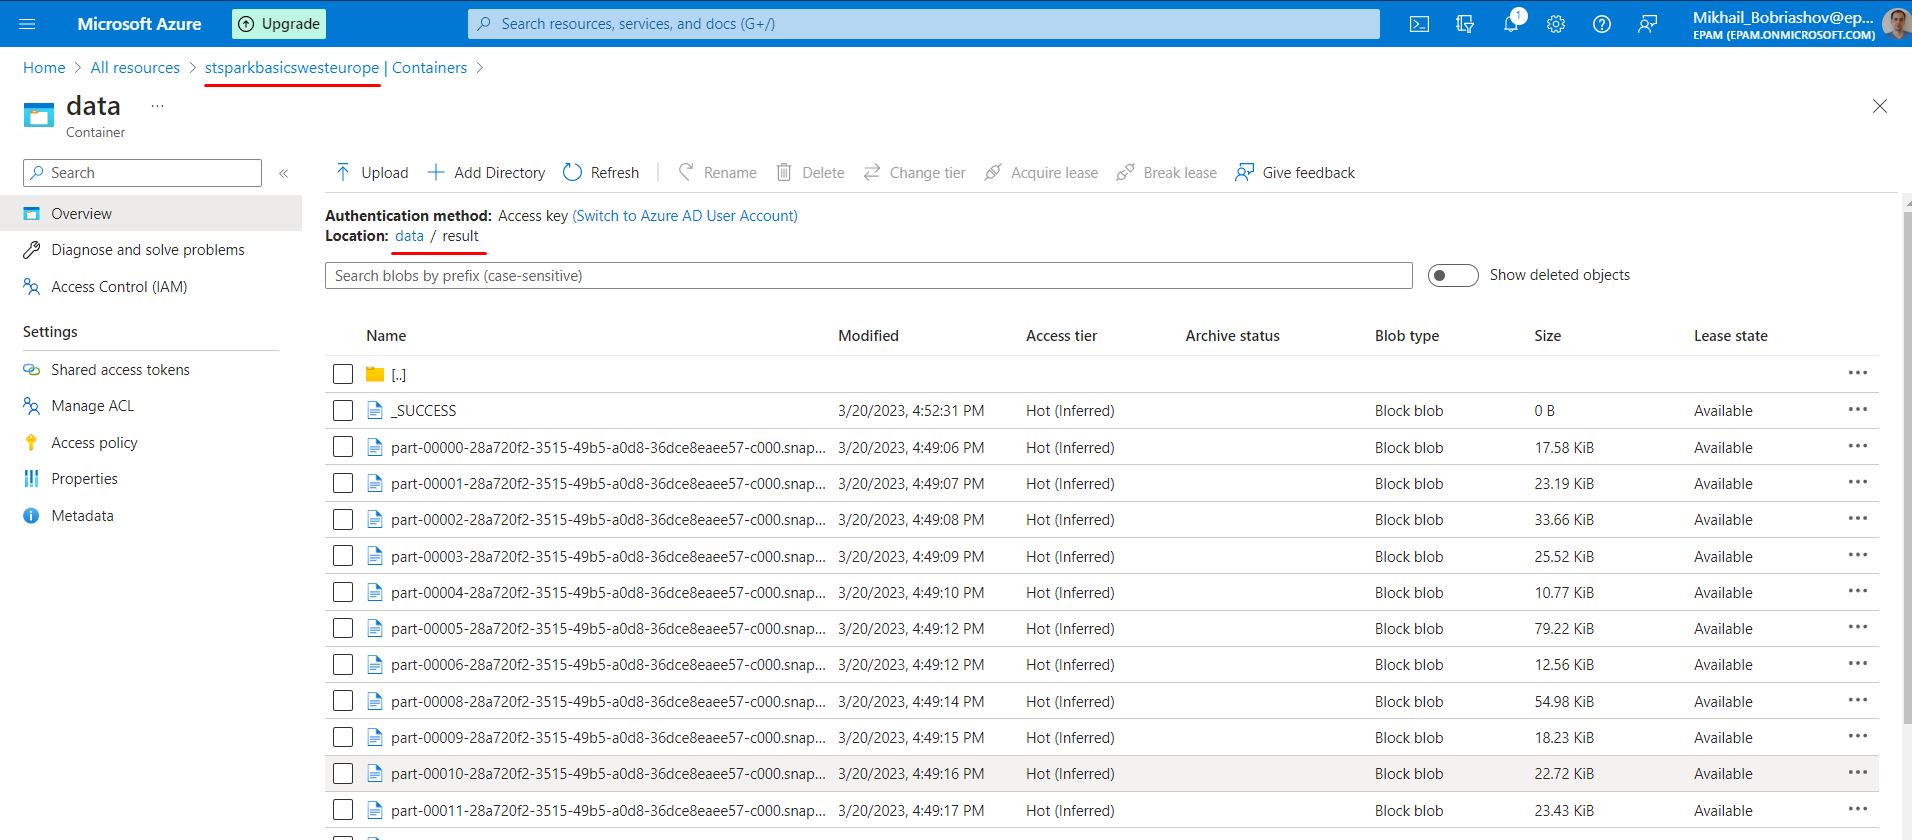 Microsoft Azure Upgrade Search resources, services, and docs (G+/) 1 Mikhail_Bobriashov@ep...
EPAM (EPAM.ONMICROSOFT.COM)
Home > All resources > stsparkbasicswesteurope | Containers >
data ...
Container
Search «
Upload Add Directory Refresh Rename Delete Change tier Acquire lease Break lease Give feedback
Overview
Diagnose and solve problems
Access Control (IAM)
Settings
Shared access tokens
Manage ACL
Access policy
Properties
Metadata
Authentication method: Access key (Switch to Azure AD User Account)
Location: data / result
Search blobs by prefix (case-sensitive) Show deleted objects
Name Modified Access tier Archive status Blob type Size Lease state
[..]
_SUCCESS 3/20/2023, 4:52:31 PM Hot (Inferred) Block blob 0 B Available
part-00000-28a720f2-3515-49b5-a0d8-36dce8eaee57-c000.snap... 3/20/2023, 4:49:06 PM Hot (Inferred) Block blob 17.58 KiB Available
part-00001-28a720f2-3515-49b5-a0d8-36dce8eaee57-c000.snap... 3/20/2023, 4:49:07 PM Hot (Inferred) Block blob 23.19 KiB Available
part-00002-28a720f2-3515-49b5-a0d8-36dce8eaee57-c000.snap... 3/20/2023, 4:49:08 PM Hot (Inferred) Block blob 33.66 KiB Available
part-00003-28a720f2-3515-49b5-a0d8-36dce8eaee57-c000.snap... 3/20/2023, 4:49:09 PM Hot (Inferred) Block blob 25.52 KiB Available
part-00004-28a720f2-3515-49b5-a0d8-36dce8eaee57-c000.snap... 3/20/2023, 4:49:10 PM Hot (Inferred) Block blob 10.77 KiB Available
part-00005-28a720f2-3515-49b5-a0d8-36dce8eaee57-c000.snap... 3/20/2023, 4:49:12 PM Hot (Inferred) Block blob 79.22 KiB Available
part-00006-28a720f2-3515-49b5-a0d8-36dce8eaee57-c000.snap... 3/20/2023, 4:49:12 PM Hot (Inferred) Block blob 12.56 KiB Available
part-00008-28a720f2-3515-49b5-a0d8-36dce8eaee57-c000.snap... 3/20/2023, 4:49:14 PM Hot (Inferred) Block blob 54.98 KiB Available
part-00009-28a720f2-3515-49b5-a0d8-36dce8eaee57-c000.snap... 3/20/2023, 4:49:15 PM Hot (Inferred) Block blob 18.23 KiB Available
part-00010-28a720f2-3515-49b5-a0d8-36dce8eaee57-c000.snap... 3/20/2023, 4:49:16 PM Hot (Inferred) Block blob 22.72 KiB Available
part-00011-28a720f2-3515-49b5-a0d8-36dce8eaee57-c000.snap... 3/20/2023, 4:49:17 PM Hot (Inferred) Block blob 23.43 KiB Available